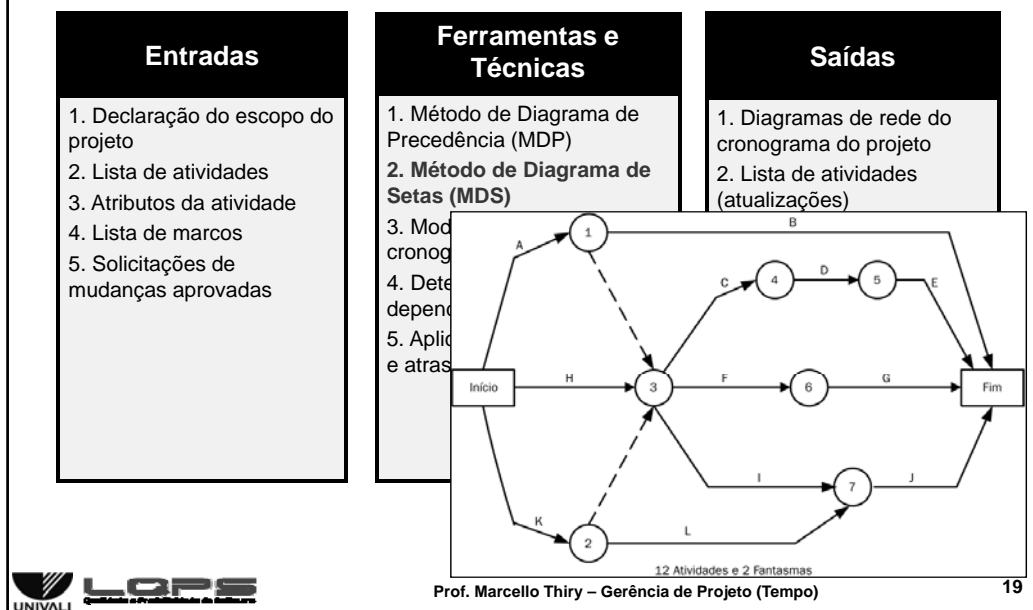 Entradas
1. Declaração do escopo do
projeto
2. Lista de atividades
3. Atributos da atividade
4. Lista de marcos
5. Solicitações de
mudanças aprovadas
Ferramentas e
Técnicas
1. Método de Diagrama de
Precedência (MDP)
2. Método de Diagrama de
Setas (MDS)
3. Mod
cronog
4. Dete
depend
5. Aplic
e atras
Saídas
1. Diagramas de rede do
cronograma do projeto
2. Lista de atividades
(atualizações)
B
A
1
D
C
4
5
E
Início
H
3
F
6
G
Fim
I
7
J
K
2
L
12 Atividades e 2 Fantasmas
UNIVALI
LQPS
Prof. Marcello Thiry – Gerência de Projeto (Tempo)
19